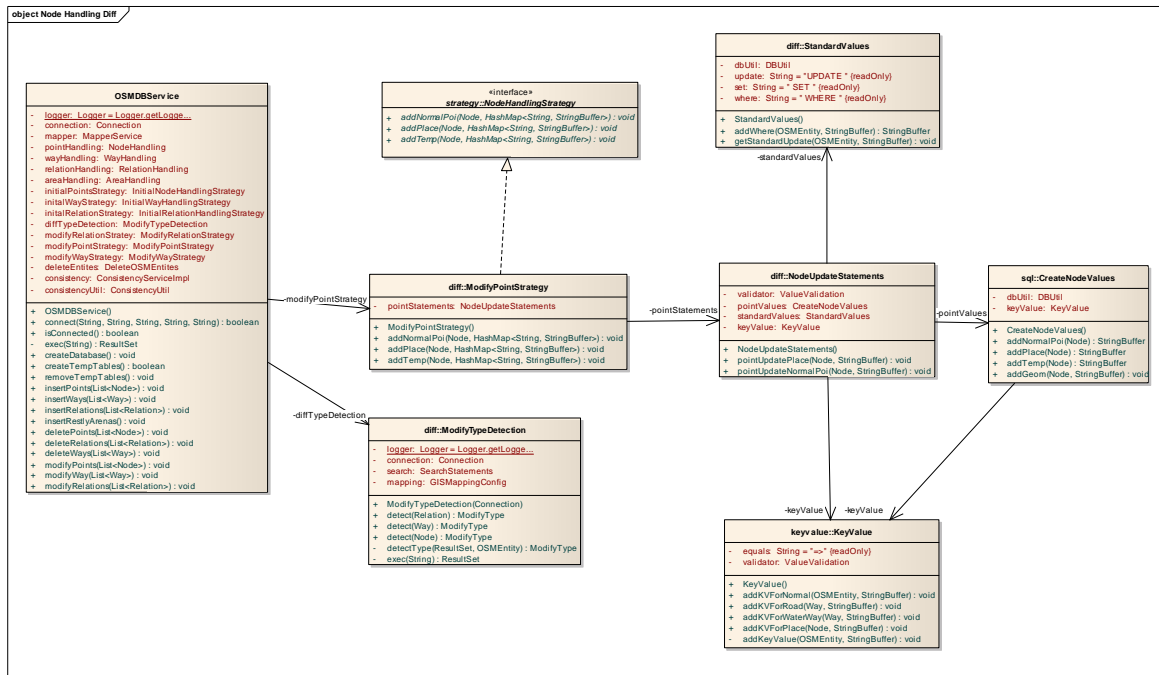 object Node Handling Diff
OSMDBService
- logger: Logger = Logger.getLogge...
- connection: Connection
- mapper: MapperService
- pointHandling: NodeHandling
- wayHandling: WayHandling
- relationHandling: RelationHandling
- areaHandling: AreaHandling
- initialPointsStrategy: InitialNodeHandlingStrategy
- initalWayStrategy: InitialWayHandlingStrategy
- initalRelationStrategy: InitialRelationHandlingStrategy
- diffTypeDetection: ModifyTypeDetection
- modifyRelationStratey: ModifyRelationStrategy
- modifyPointStrategy: ModifyPointStrategy
- modifyWayStrategy: ModifyWayStrategy
- deleteEntites: DeleteOSMEntites
- consistency: ConsistencyServiceImpl
- consistencyUtil: ConsistencyUtil
+ OSMDBService()
+ connect(String, String, String, String, String) : boolean
+ isConnected() : boolean
- exec(String) : ResultSet
+ createDatabase() : void
+ createTempTables() : boolean
+ removeTempTables() : void
+ insertPoints(List<Node>) : void
+ insertWays(List<Way>) : void
+ insertRelations(List<Relation>) : void
+ insertRestlyArenas() : void
+ deletePoints(List<Node>) : void
+ deleteRelations(List<Relation>) : void
+ deleteWays(List<Way>) : void
+ modifyPoints(List<Node>) : void
+ modifyWay(List<Way>) : void
+ modifyRelations(List<Relation>) : void
«interface»
strategy::NodeHandlingStrategy
+ addNormalPoi(Node, HashMap<String, StringBuffer>) : void
+ addPlace(Node, HashMap<String, StringBuffer>) : void
+ addTemp(Node, HashMap<String, StringBuffer>) : void
diff::StandardValues
- dbUtil: DBUtil
- update: String = "UPDATE " {readOnly}
- set: String = " SET " {readOnly}
- where: String = " WHERE " {readOnly}
+ StandardValues()
+ addWhere(OSMEntity, StringBuffer) : StringBuffer
+ getStandardUpdate(OSMEntity, StringBuffer) : void
-standardValues
-modifyPointStrategy
diff::ModifyPointStrategy
- pointStatements: NodeUpdateStatements
+ ModifyPointStrategy()
+ addNormalPoi(Node, HashMap<String, StringBuffer>) : void
+ addPlace(Node, HashMap<String, StringBuffer>) : void
+ addTemp(Node, HashMap<String, StringBuffer>) : void
-pointStatements
diff::NodeUpdateStatements
- validator: ValueValidation
- pointValues: CreateNodeValues
- standardValues: StandardValues
- keyValue: KeyValue
+ NodeUpdateStatements()
+ pointUpdatePlace(Node, StringBuffer) : void
+ pointUpdateNormalPoi(Node, StringBuffer) : void
-pointValues
sql::CreateNodeValues
- dbUtil: DBUtil
- keyValue: KeyValue
+ CreateNodeValues()
+ addNormalPoi(Node) : StringBuffer
+ addPlace(Node) : StringBuffer
+ addTemp(Node) : StringBuffer
+ addGeom(Node, StringBuffer) : void
-diffTypeDetection
diff::ModifyTypeDetection
- logger: Logger = Logger.getLogge...
- connection: Connection
- search: SearchStatements
- mapping: GISMappingConfig
+ ModifyTypeDetection(Connection)
+ detect(Relation) : ModifyType
+ detect(Way) : ModifyType
+ detect(Node) : ModifyType
- detectType(ResultSet, OSMEntity) : ModifyType
- exec(String) : ResultSet
-keyValue
-keyValue
keyvalue::KeyValue
- equals: String = "=>" {readOnly}
- validator: ValueValidation
+ KeyValue()
+ addKVForNormal(OSMEntity, StringBuffer) : void
+ addKVForRoad(Way, StringBuffer) : void
+ addKVForWaterWay(Way, StringBuffer) : void
+ addKVForPlace(Node, StringBuffer) : void
- addKeyValue(OSMEntity, StringBuffer) : void